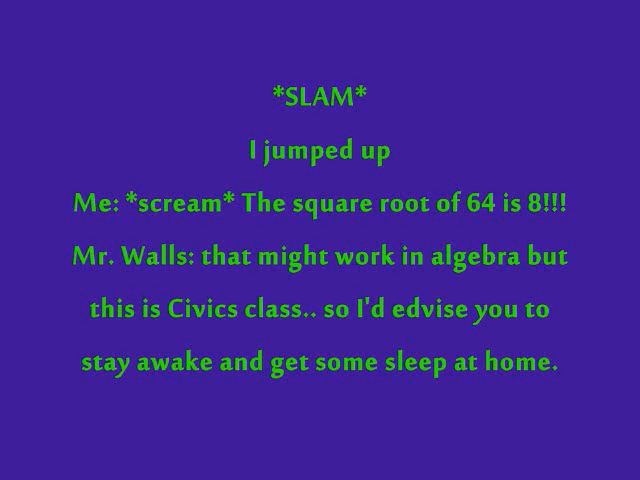 *SLAM*
I jumped up
Me: *scream* The square root of 64 is 8!!!
Mr. Walls: that might work in algebra but
this is Civics class.. so I'd edvise you to
stay awake and get some sleep at home.